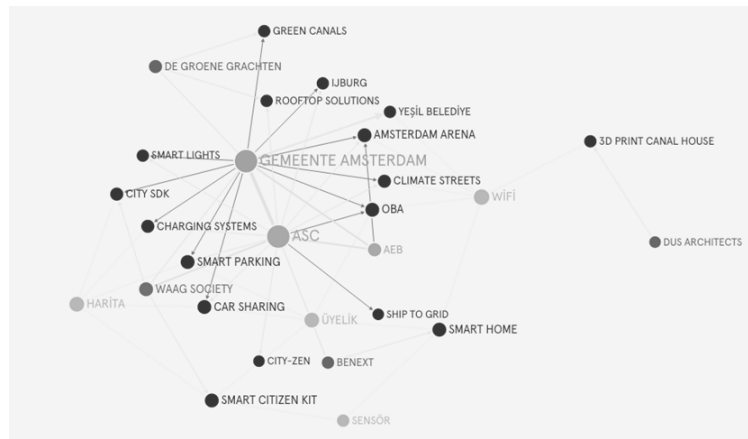 GREEN CANALS
DE GROENE GRACHTEN
IJBURG
ROOFTOP SOLUTIONS
YEŞİL BELEDİYE
AMSTERDAM ARENA
3D PRINT CANAL HOUSE
SMART LIGHTS
GEMEENTE AMSTERDAM
CLIMATE STREETS
CITY SDK
WİFİ
OBA
CHARGING SYSTEMS
ASC
DUS ARCHITECTS
AEB
SMART PARKING
WAAG SOCIETY
HARİTA
CAR SHARING
SHIP TO GRID
ÜYELİK
SMART HOME
CITY-ZEN
BENEXT
SMART CITIZEN KIT
SENSÖR